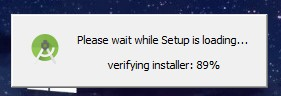 Please wait while Setup is loading...
verifying installer: 89%